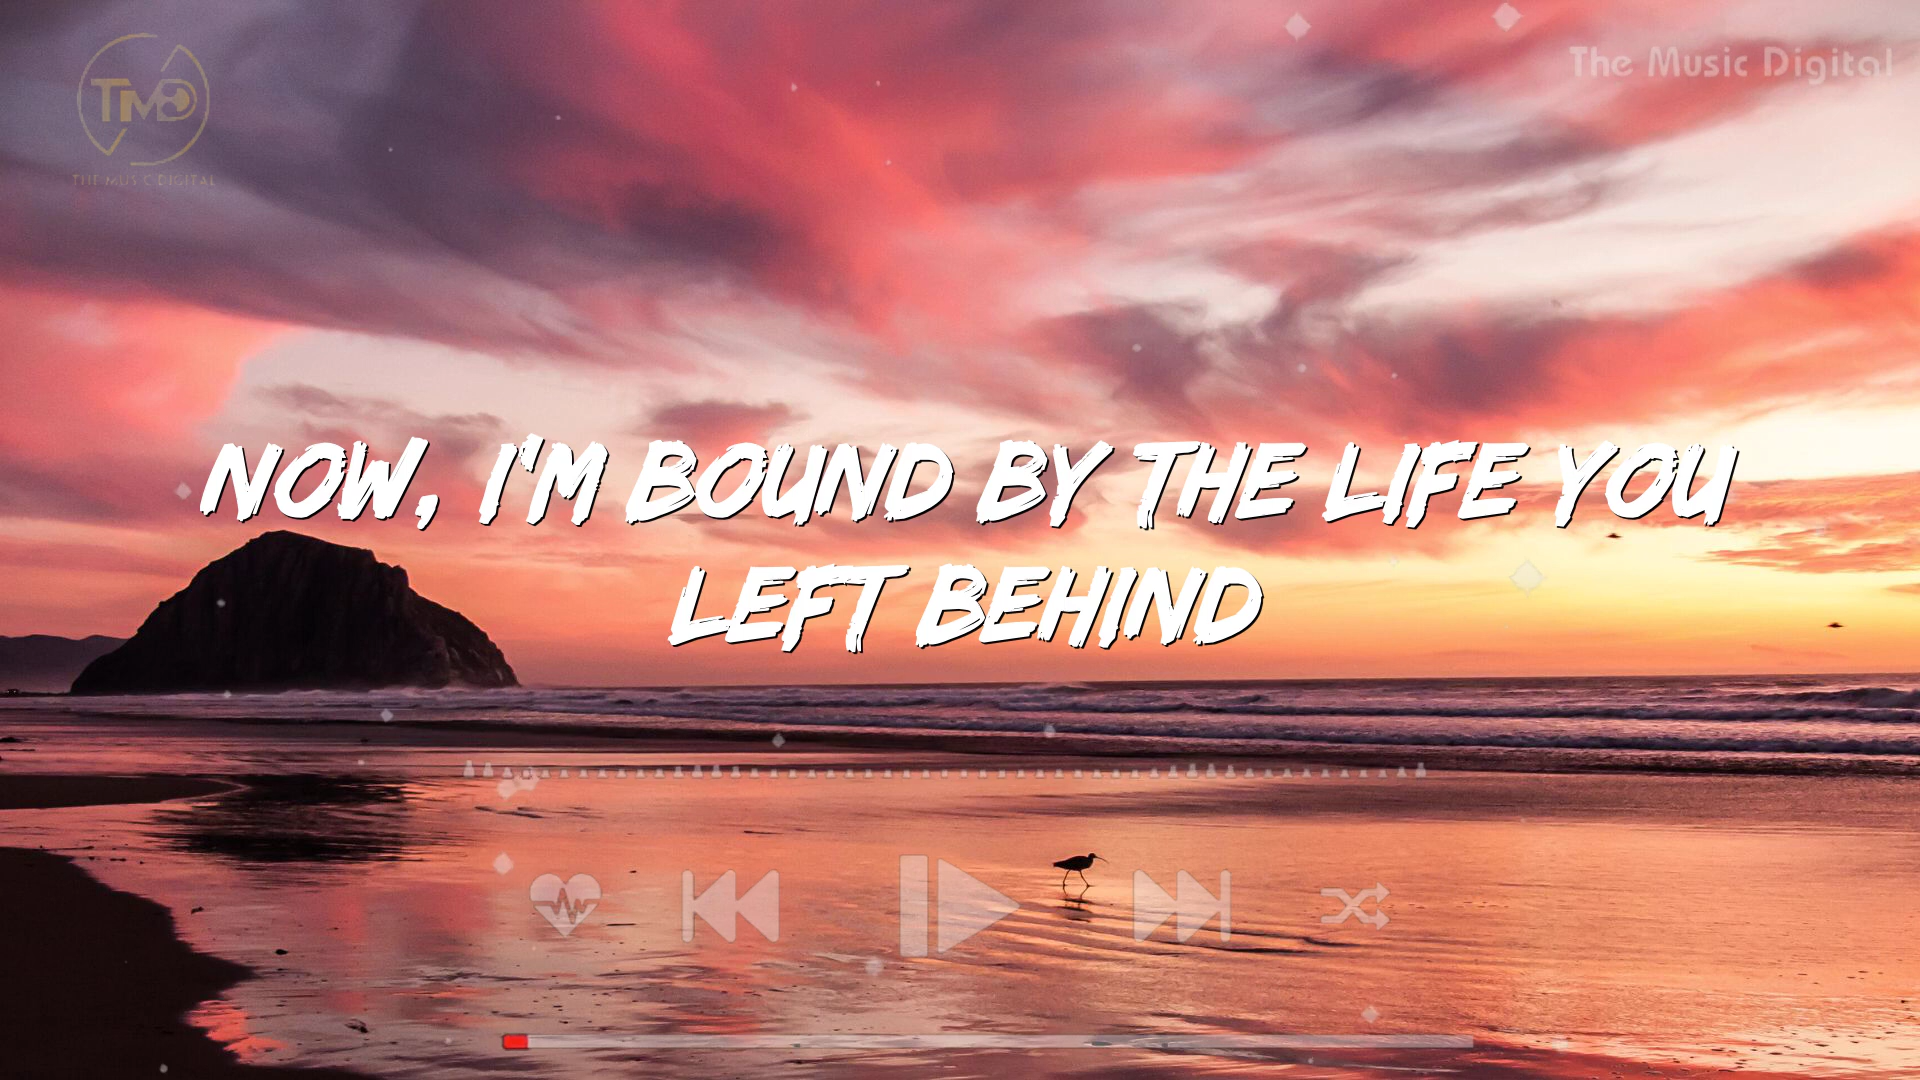 TMD
THE MUSIC DIGITAL
The Music Digital
NOW, I'M BOUND BY THE LIFE YOU
LEFT BEHIND